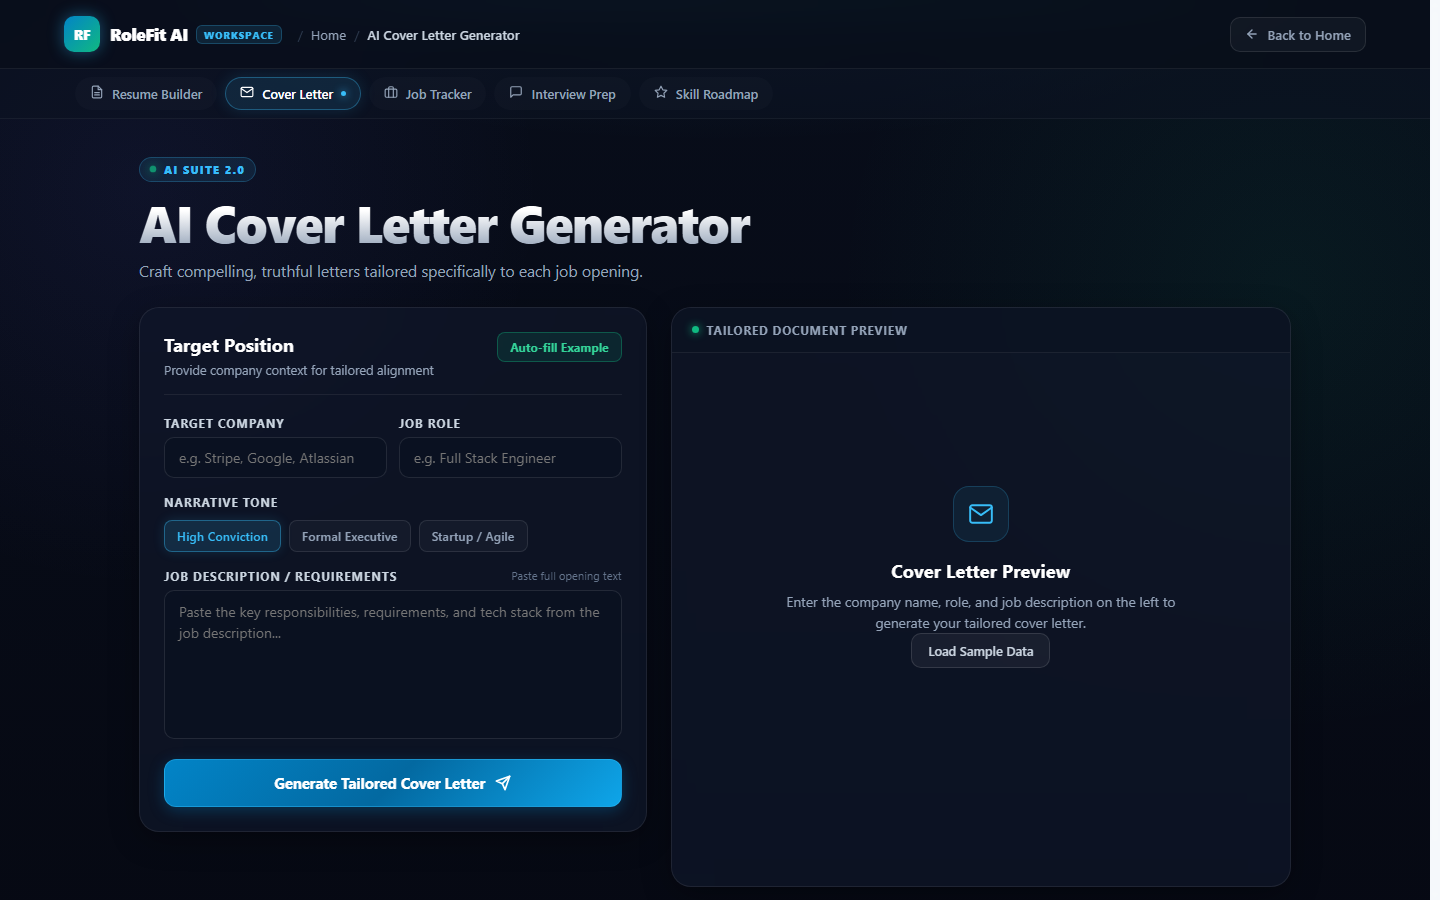 RF RoleFit AI WORKSPACE / Home / AI Cover Letter Generator Back to Home
Resume Builder Cover Letter Job Tracker Interview Prep Skill Roadmap
AI SUITE 2.0
AI Cover Letter Generator
Craft compelling, truthful letters tailored specifically to each job opening.
Target Position
Auto-fill Example
Provide company context for tailored alignment
TARGET COMPANY JOB ROLE
e.g. Stripe, Google, Atlassian e.g. Full Stack Engineer
NARRATIVE TONE
High Conviction Formal Executive Startup / Agile
JOB DESCRIPTION / REQUIREMENTS Paste full opening text
Paste the key responsibilities, requirements, and tech stack from the
job description...
Generate Tailored Cover Letter
TAILORED DOCUMENT PREVIEW
Cover Letter Preview
Enter the company name, role, and job description on the left to
generate your tailored cover letter.
Load Sample Data